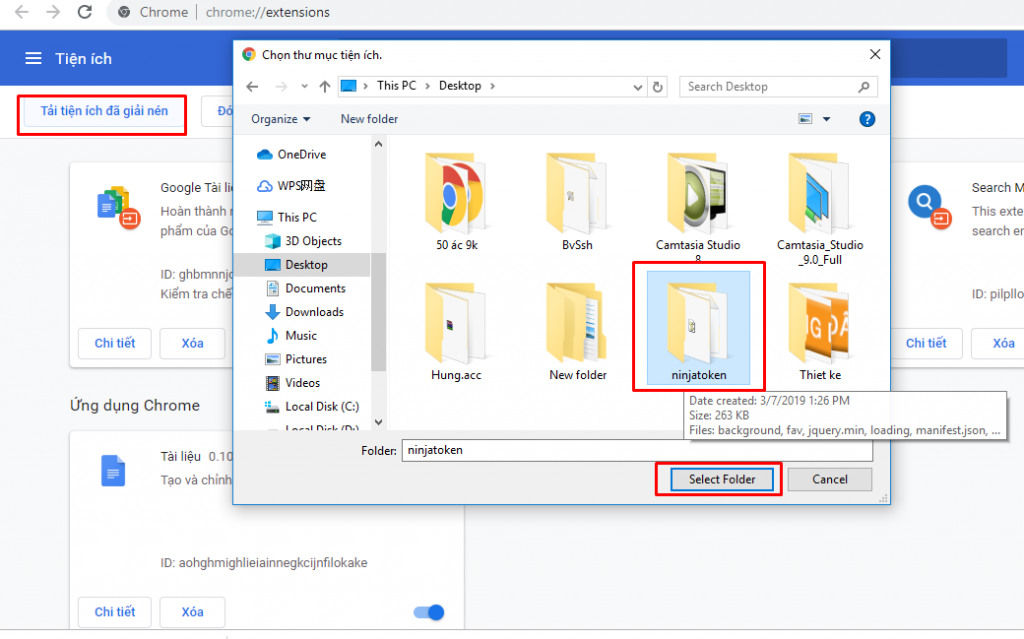 Chrome | chrome://extensions
Tiện ích
Chọn thư mục tiện ích.
This PC > Desktop >
Search Desktop
Tải tiện ích đã giải nén
Đó
Organize
New folder
OneDrive
WPS网盘
This PC
3D Objects
Desktop
Documents
Downloads
Music
Pictures
Videos
Local Disk (C:)
Local Disk (D:)
50 ác 9k
BvSsh
Camtasia Studio
8
Camtasia_Studio
_9.0_Full
Hung.acc
New folder
ninjatoken
Thiet ke
Date created: 3/7/2019 1:26 PM
Size: 263 KB
Files: background, fav, jquery.min, loading, manifest.json, ...
Folder: ninjatoken
Select Folder
Cancel
Google Tài li
Hoàn thành
phẩm của Go
ID: ghbmnnj
Kiểm tra chế
Chi tiết
Xóa
Search M
This exte
search en
ID: pilpllo
Chi tiết
Xóa
Ứng dụng Chrome
Tài liệu 0.10
Tạo và chỉnh
ID: aohghmighlieiainnegkcijnfilokake
Chi tiết
Xóa